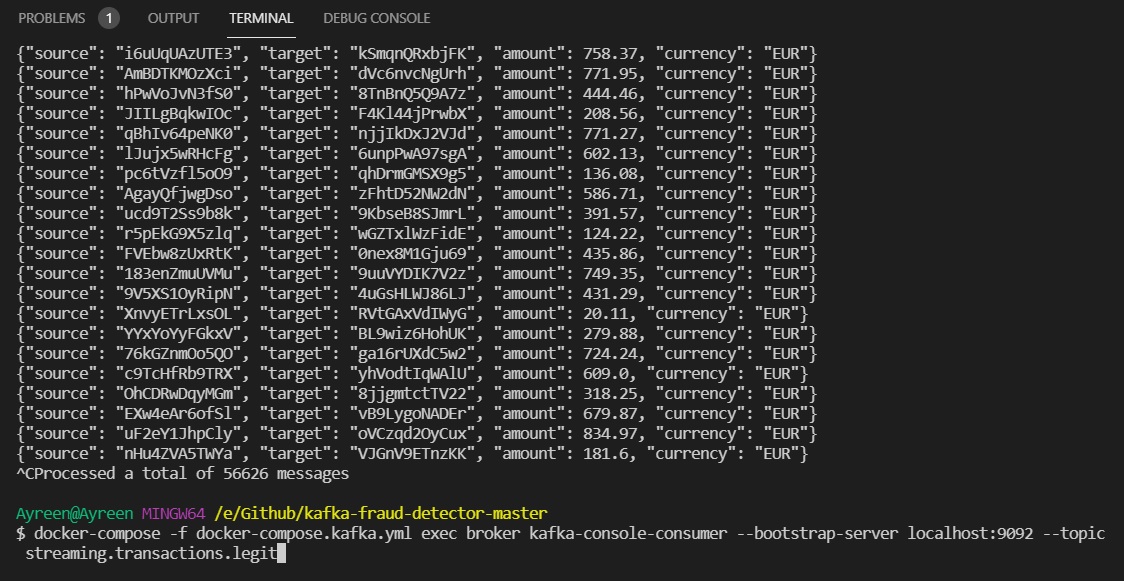 PROBLEMS 1 OUTPUT TERMINAL DEBUG CONSOLE
{"source": "i6uUqUAzUTE3", "target": "kSmqnQRxbjFK", "amount": 758.37, "currency": "EUR"}
{"source": "AmBDTKMOzXci", "target": "dVc6nvcNgUrh", "amount": 771.95, "currency": "EUR"}
{"source": "hPwVoJvN3fS0", "target": "8TnBnQ5Q9A7z", "amount": 444.46, "currency": "EUR"}
{"source": "JIILgBqkwIOc", "target": "F4Kl44jPrwbX", "amount": 208.56, "currency": "EUR"}
{"source": "qBhIv64peNK0", "target": "njjIkDxJ2VJd", "amount": 771.27, "currency": "EUR"}
{"source": "lJujx5wRHcFg", "target": "6unpPwA97sgA", "amount": 602.13, "currency": "EUR"}
{"source": "pc6tVzfl5oO9", "target": "qhDrmGMSX9g5", "amount": 136.08, "currency": "EUR"}
{"source": "AgayQfjwgDso", "target": "zFhtD52NW2dN", "amount": 586.71, "currency": "EUR"}
{"source": "ucd9T2Ss9b8k", "target": "9KbseB8SJmrL", "amount": 391.57, "currency": "EUR"}
{"source": "r5pEkG9X5zlq", "target": "wGZTxlWzFidE", "amount": 124.22, "currency": "EUR"}
{"source": "FVEbw8zUxRtK", "target": "0nex8M1Gju69", "amount": 435.86, "currency": "EUR"}
{"source": "183enZmuUVMu", "target": "9uuVYDIK7V2z", "amount": 749.35, "currency": "EUR"}
{"source": "9V5XS1OyRipN", "target": "4uGsHLWJ86LJ", "amount": 431.29, "currency": "EUR"}
{"source": "XnvyETrLxsOL", "target": "RVtGAxVdIWyG", "amount": 20.11, "currency": "EUR"}
{"source": "YYxYoYyFGkxV", "target": "BL9wiz6HohUK", "amount": 279.88, "currency": "EUR"}
{"source": "76kGZnmOo5QO", "target": "ga16rUXdC5w2", "amount": 724.24, "currency": "EUR"}
{"source": "c9TcHfRb9TRX", "target": "yhVodtIqWAlU", "amount": 609.0, "currency": "EUR"}
{"source": "OhCDRwDqyMGm", "target": "8jjgmtctTV22", "amount": 318.25, "currency": "EUR"}
{"source": "EXw4eAr6ofSl", "target": "vB9LygoNADEr", "amount": 679.87, "currency": "EUR"}
{"source": "uF2eY1JhpCly", "target": "oVCzqd2OyCux", "amount": 834.97, "currency": "EUR"}
{"source": "nHu4ZVA5TWYa", "target": "VJGnV9ETnzKK", "amount": 181.6, "currency": "EUR"}
^CProcessed a total of 56626 messages
Ayreen@Ayreen MINGW64 /e/Github/kafka-fraud-detector-master
$ docker-compose -f docker-compose.kafka.yml exec broker kafka-console-consumer --bootstrap-server localhost:9092 --topic
streaming.transactions.legit